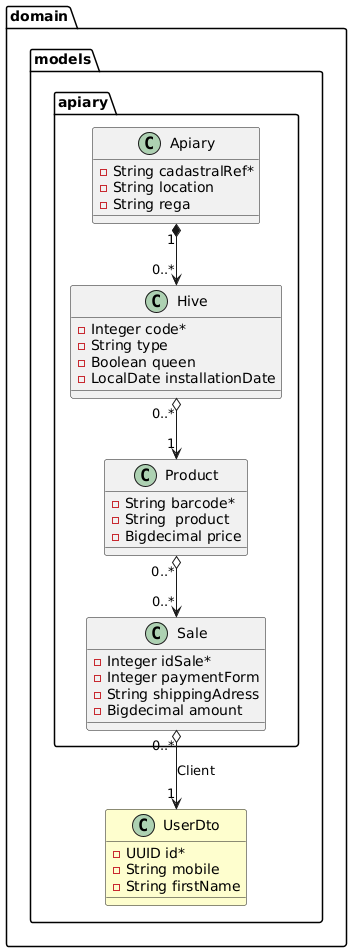 domain
models
apiary
C Apiary
String cadastralRef*
String location
String rega
1
0..*
C Hive
Integer code*
String type
Boolean queen
LocalDate installationDate
0..*
1
C Product
String barcode*
String  product
Bigdecimal price
0..*
0..*
C Sale
Integer idSale*
Integer paymentForm
String shippingAdress
Bigdecimal amount
0..*
Client
1
C UserDto
UUID id*
String mobile
String firstName